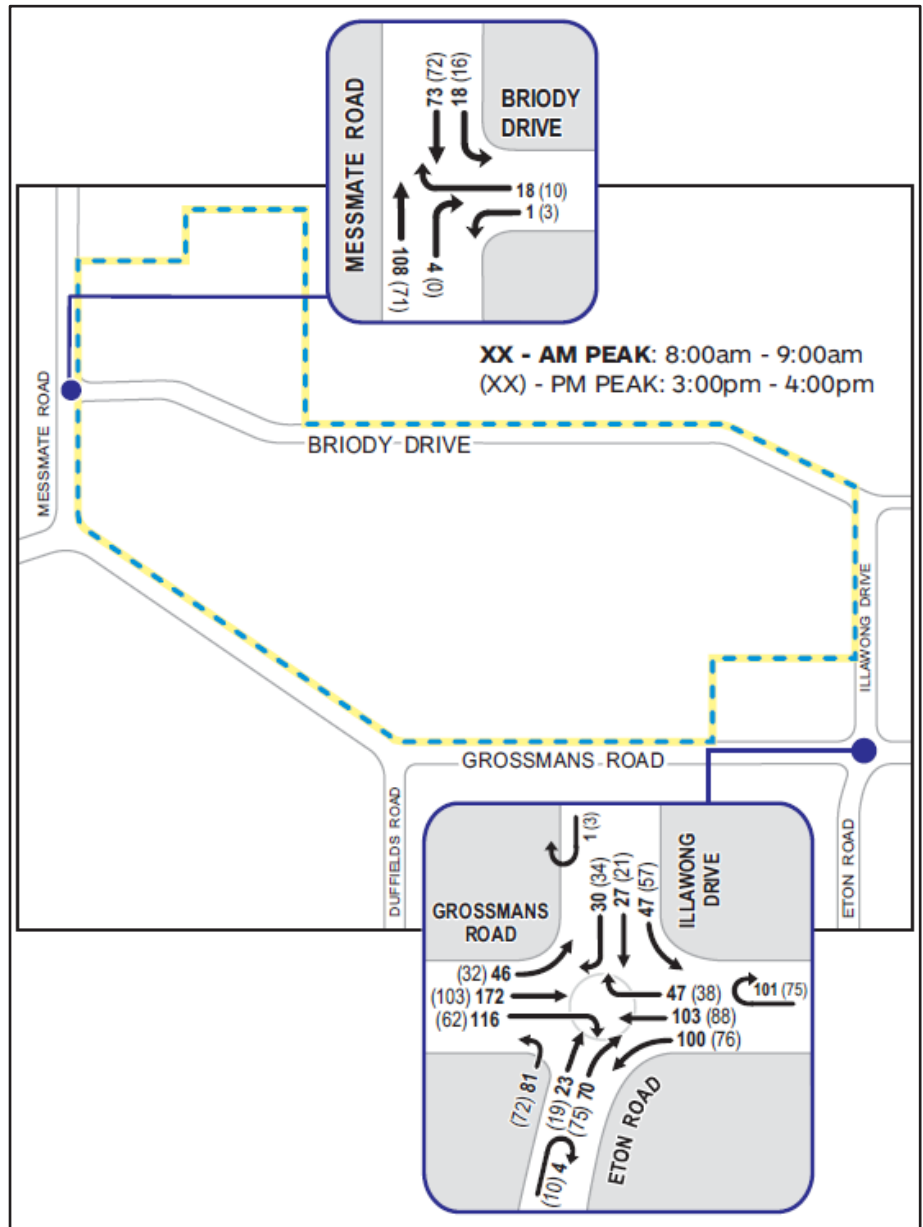 73 (72)
18 (16)
BRIODY
DRIVE
MESSMATE ROAD
18 (10)
1 (3)
108 (71)
4 (0)
XX - AM PEAK: 8:00am - 9:00am
(XX) - PM PEAK: 3:00pm - 4:00pm
MESSMATE ROAD
BRIODY DRIVE
ILLAWONG DRIVE
GROSSMANS ROAD
DUFFIELDS ROAD
ETON ROAD
1 (3)
30 (34)
27 (21)
47 (57)
ILLAWONG
DRIVE
GROSSMANS
ROAD
(32) 46
(103) 172
(62) 116
47 (38)
101 (75)
103 (88)
100 (76)
(72) 81
(19) 23
(75) 70
(10) 4
ETON ROAD